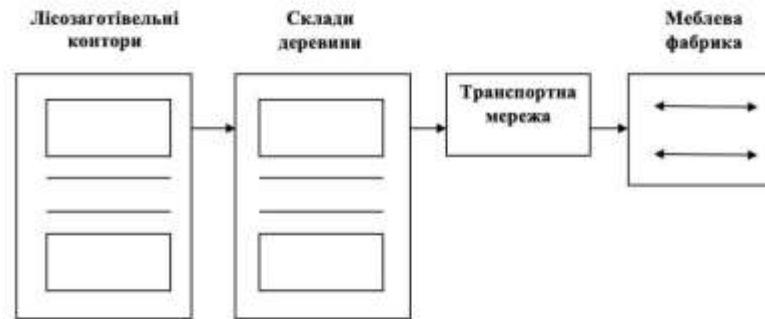 Лісозаготівельні
контори
Склади
деревини
Транспортна
мережа
Меблева
фабрика